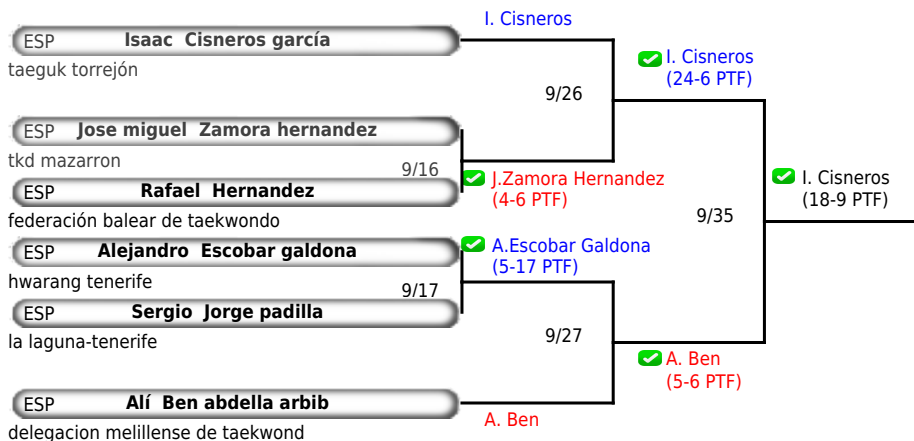 I. Cisneros
ESP Isaac Cisneros garcía
taeguk torrejón
I. Cisneros
(24-6 PTF)
9/26
ESP Jose miguel Zamora hernandez
tkd mazarron
9/16
J.Zamora Hernandez
(4-6 PTF)
ESP Rafael Hernandez
federación balear de taekwondo
I. Cisneros
(18-9 PTF)
9/35
ESP Alejandro Escobar galdona
hwarang tenerife
A.Escobar Galdona
(5-17 PTF)
9/17
ESP Sergio Jorge padilla
la laguna-tenerife
9/27
A. Ben
(5-6 PTF)
ESP Alí Ben abdella arbib
delegacion melillense de taekwond
A. Ben